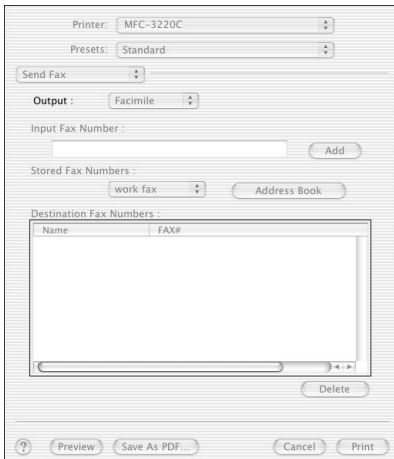 Printer: MFC-3220C
Presets: Standard
Send Fax
Output : Facimile
Input Fax Number :
Add
Stored Fax Numbers :
work fax Address Book
Destination Fax Numbers :
Name FAX#
Delete
? Preview Save As PDF... Cancel Print